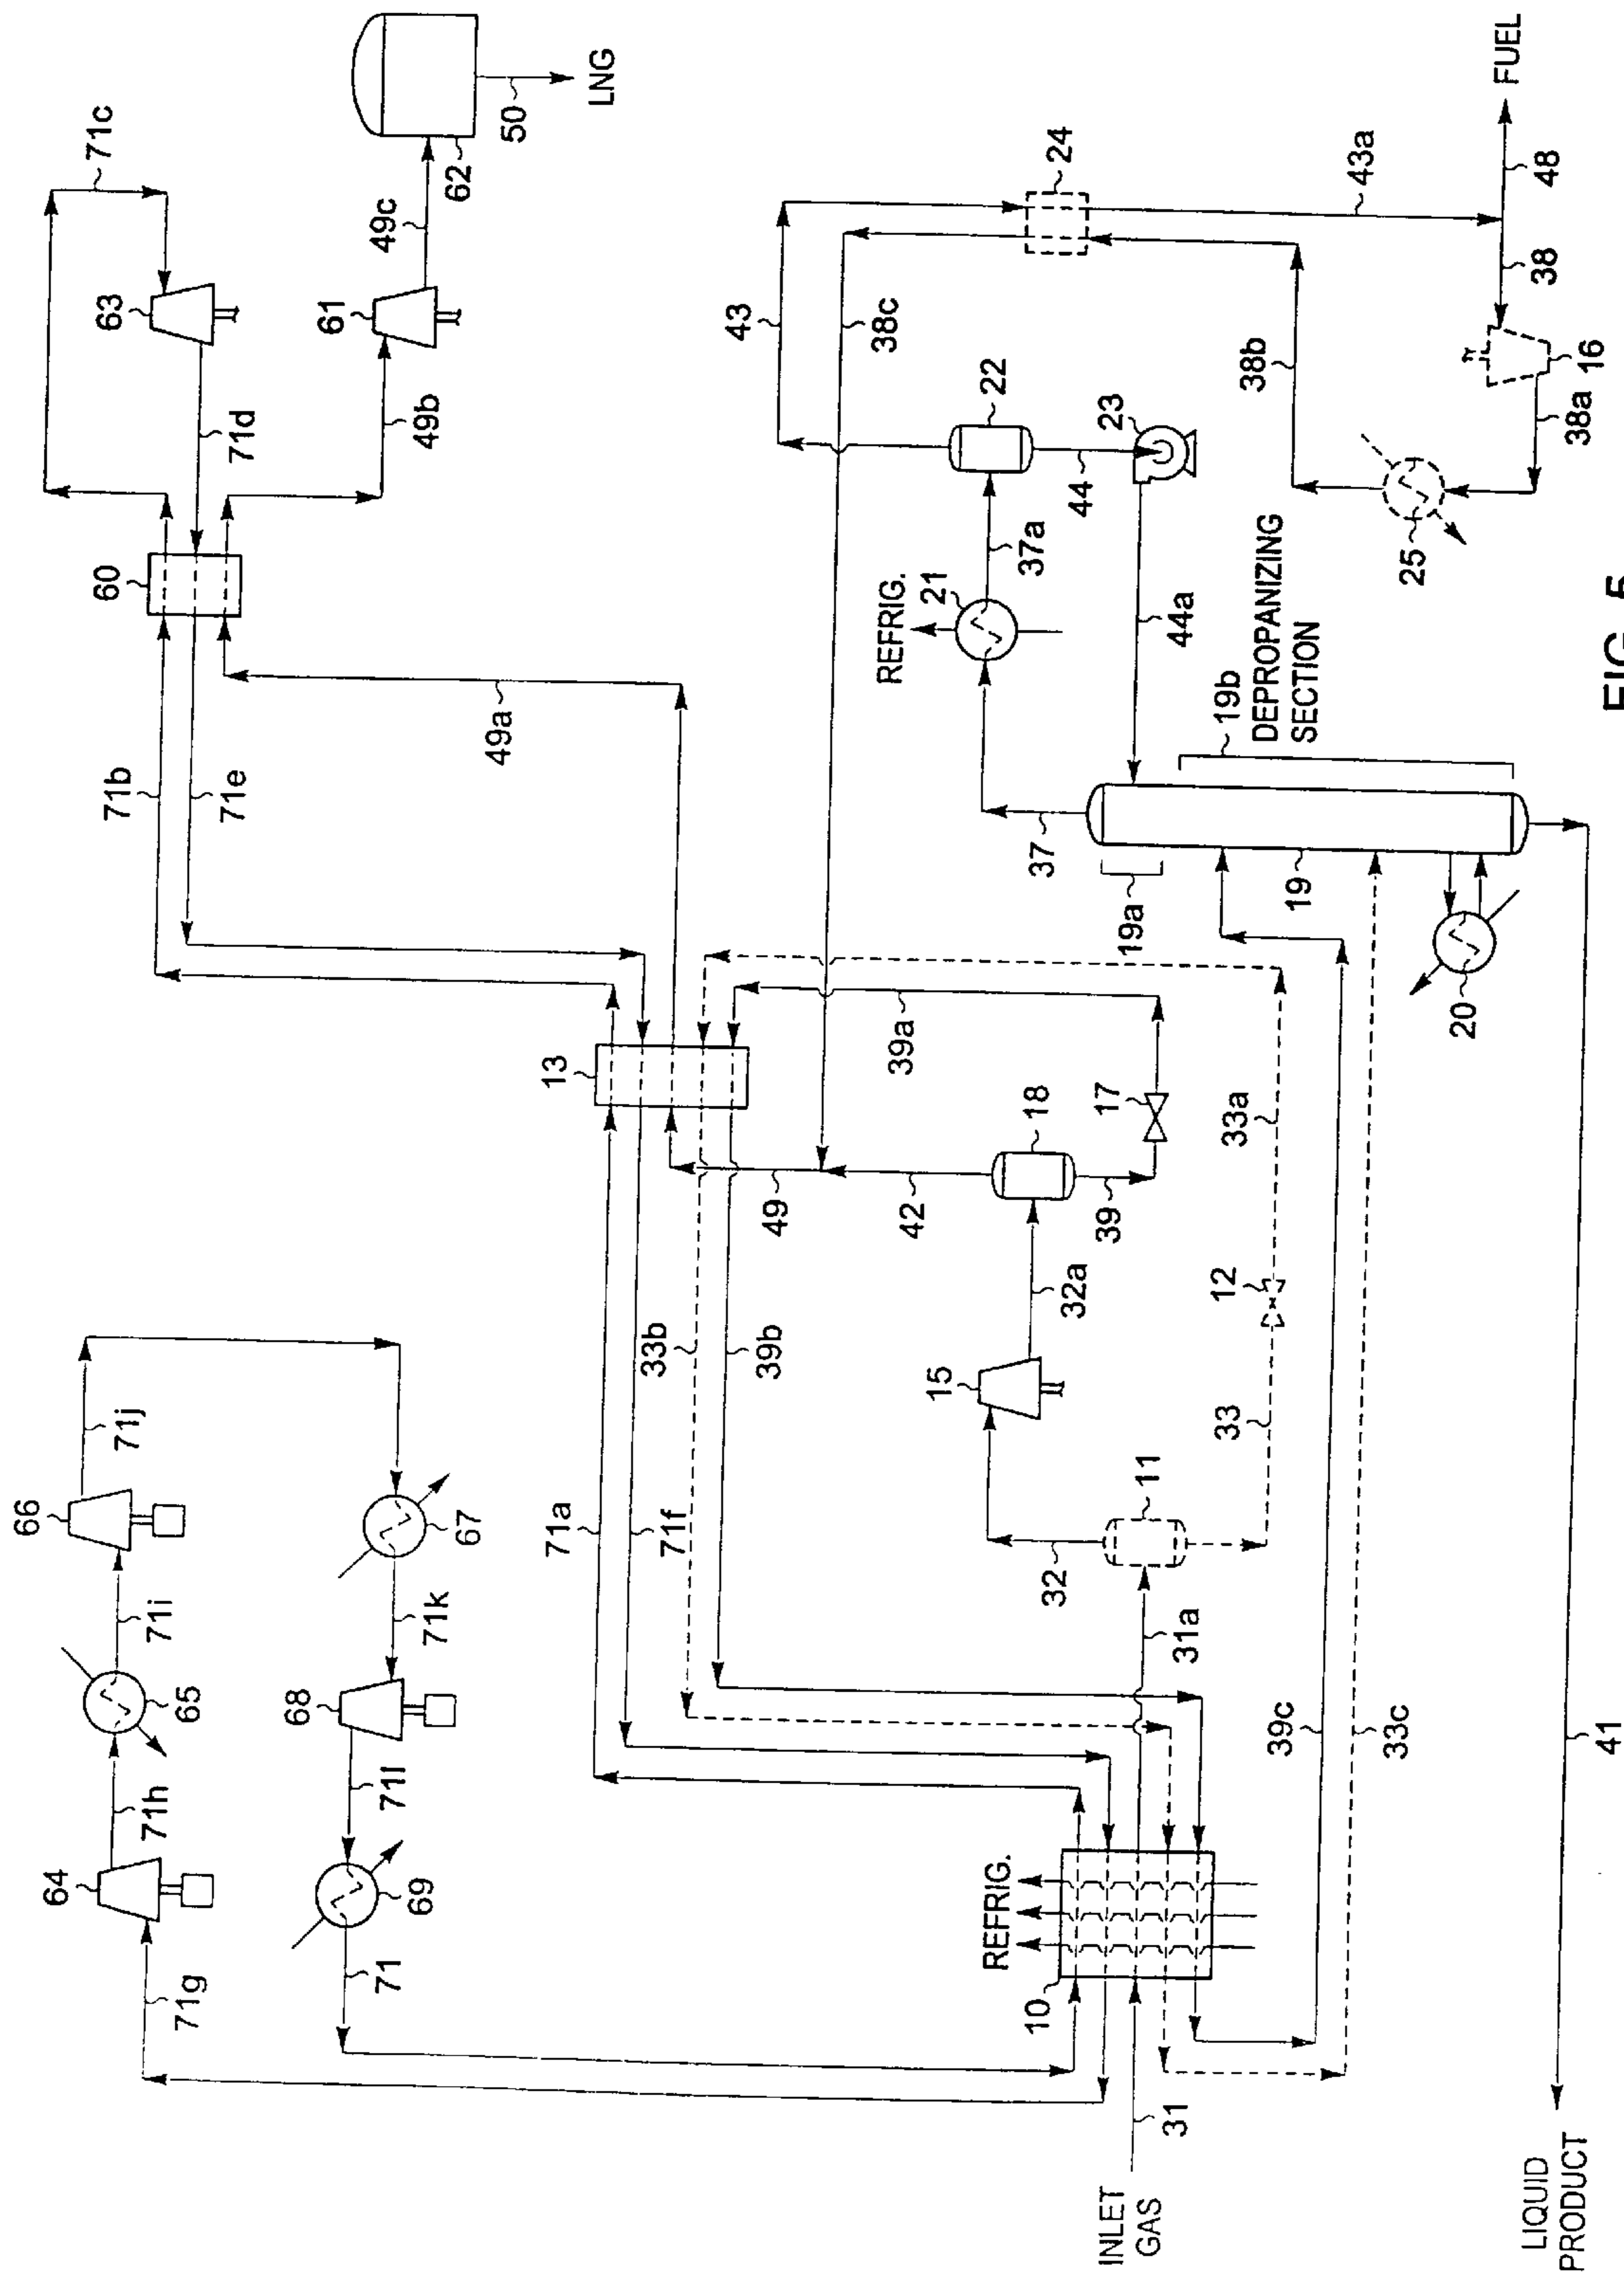 71c
63
71d
60
61
49b
49c
62
50
LNG
71b
71e
49a
66
71j
71i
65
67
71k
64
71h
68
71l
69
71g
71
13
71a
71f
33b
39b
43
38c
24
22
REFRIG.
21
37a
44
23
44a
38b
25
38a
16
38
43a
48
FUEL
49
42
18
39
17
39a
15
32a
32
11
33
12
33a
37
19a
19
19b
DEPROPANIZING
SECTION
20
REFRIG.
10
31a
31
INLET
GAS
39c
33c
41
LIQUID
PRODUCT
FIG. 5